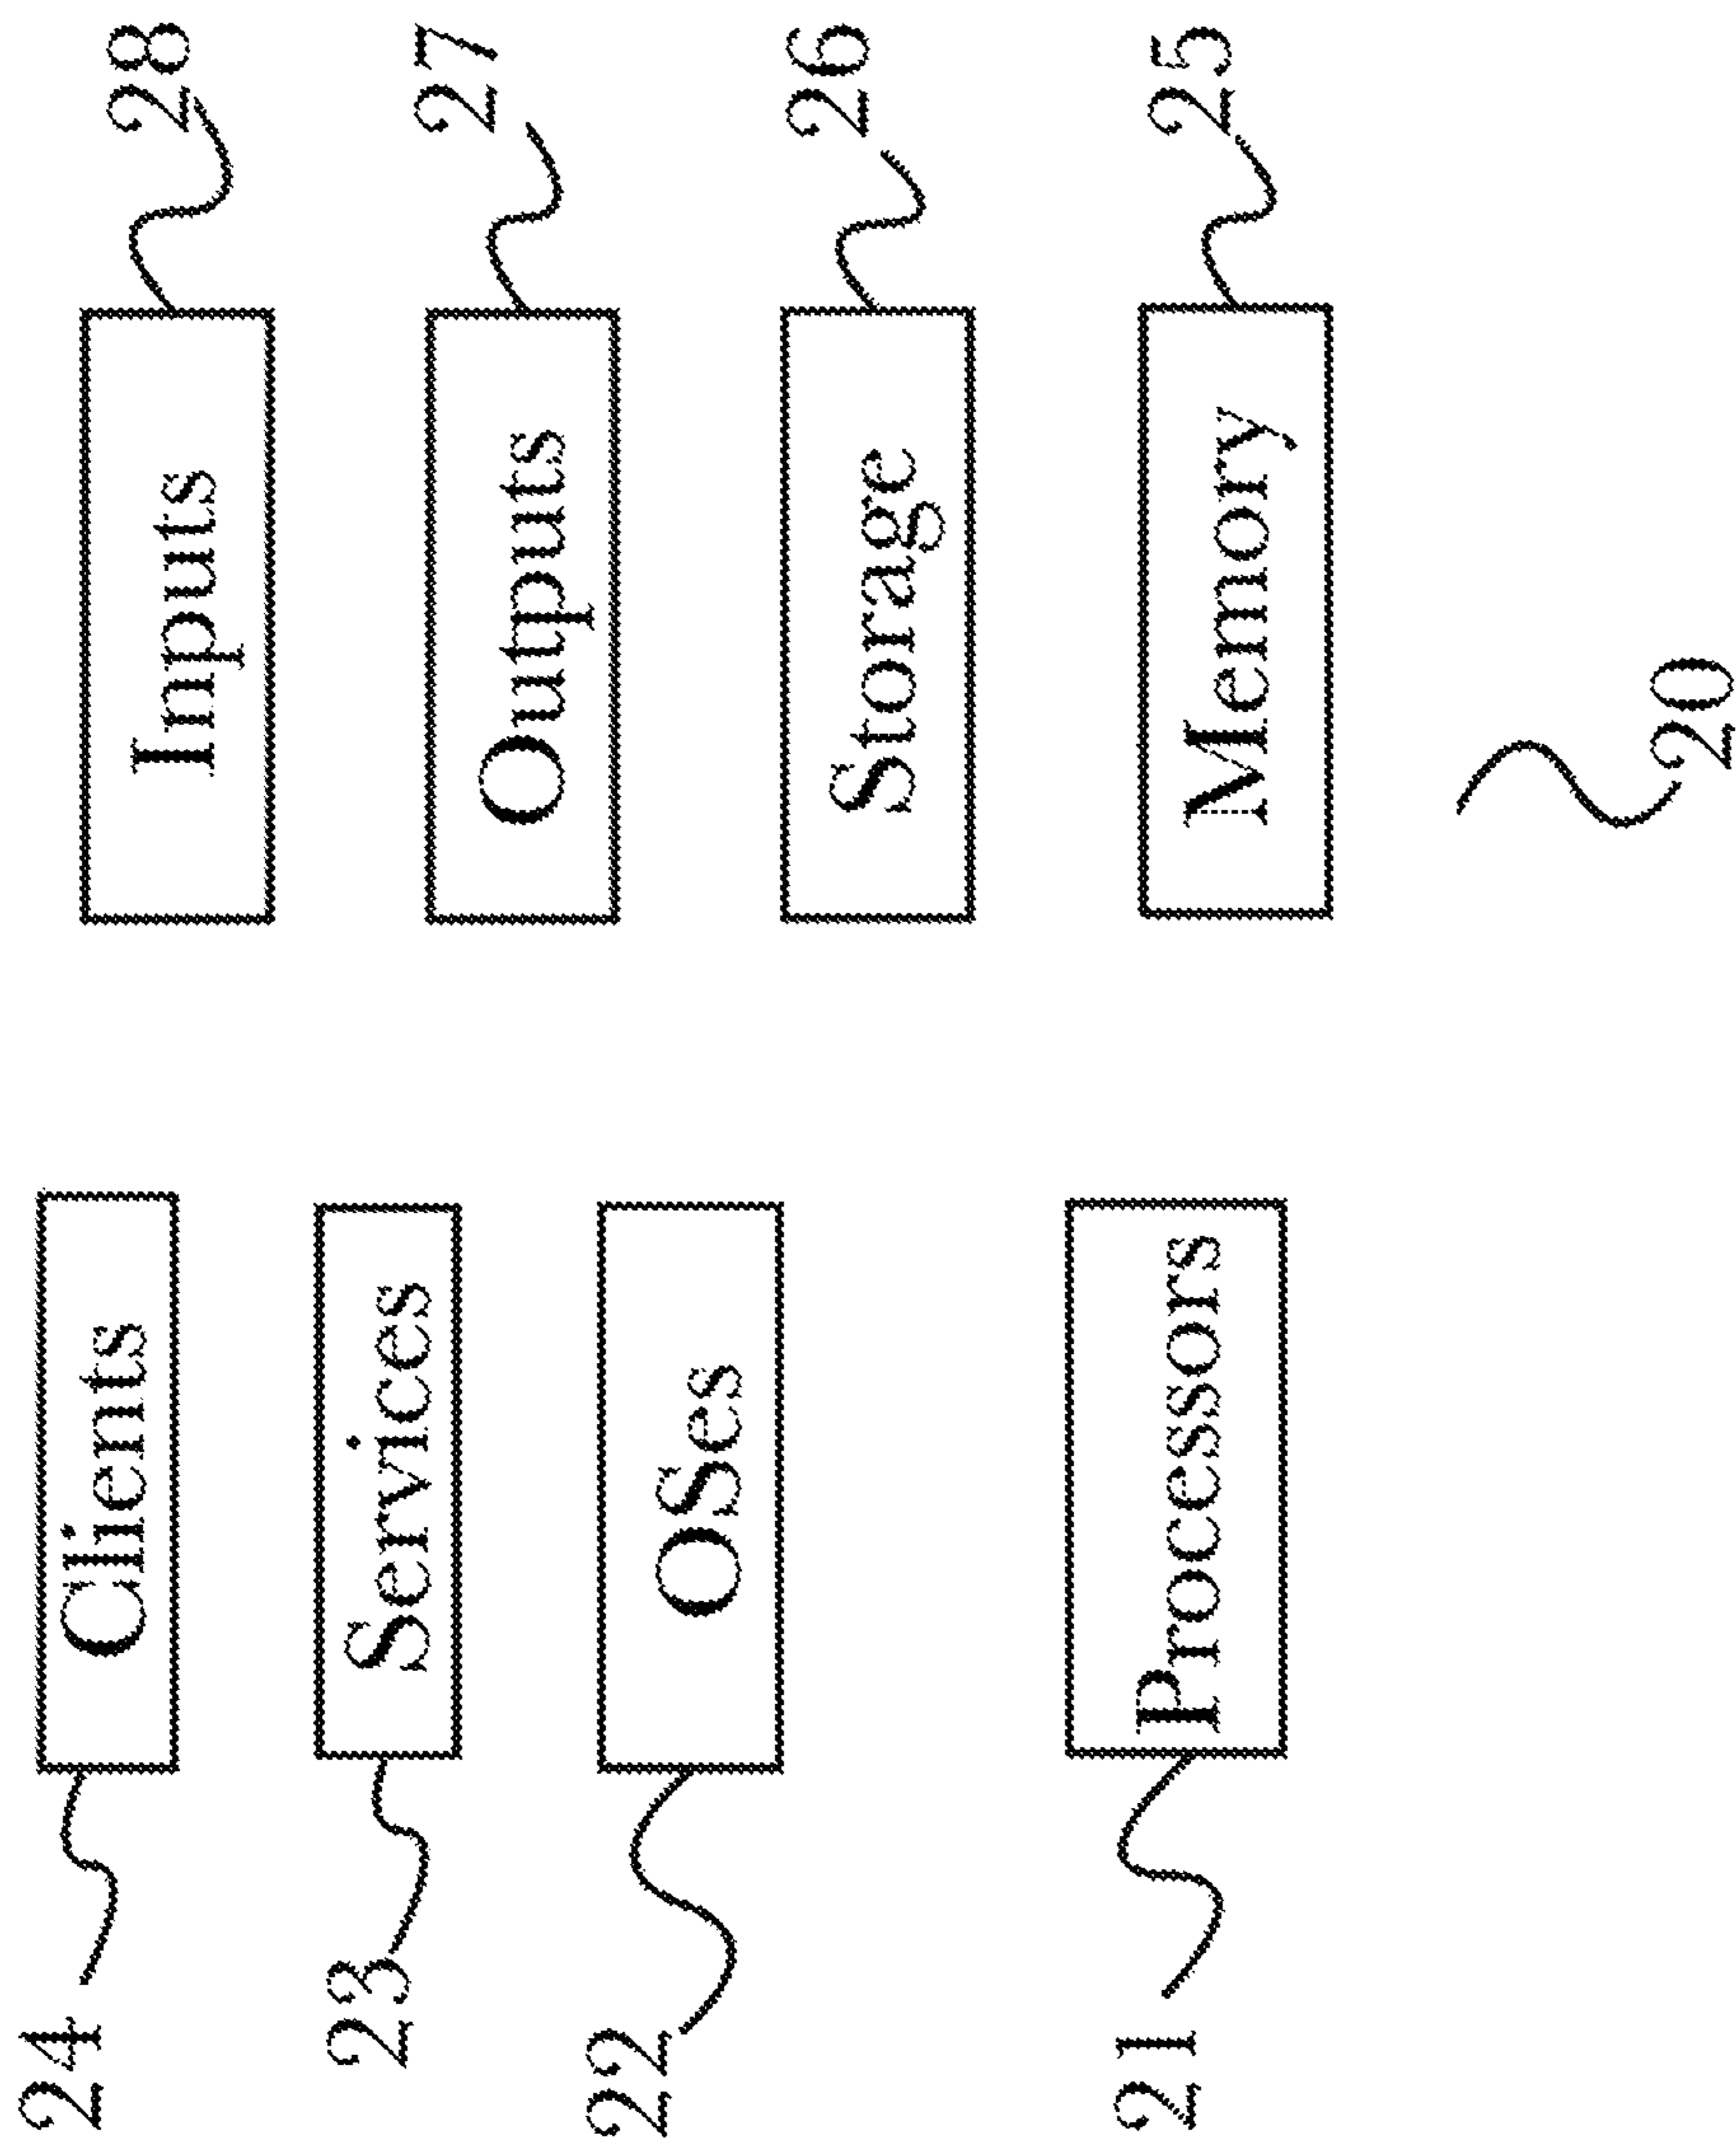 24
Clients
Inputs
28
23
Services
Outputs
27
22
OSes
Storage
26
21
Processors
Memory
25
20